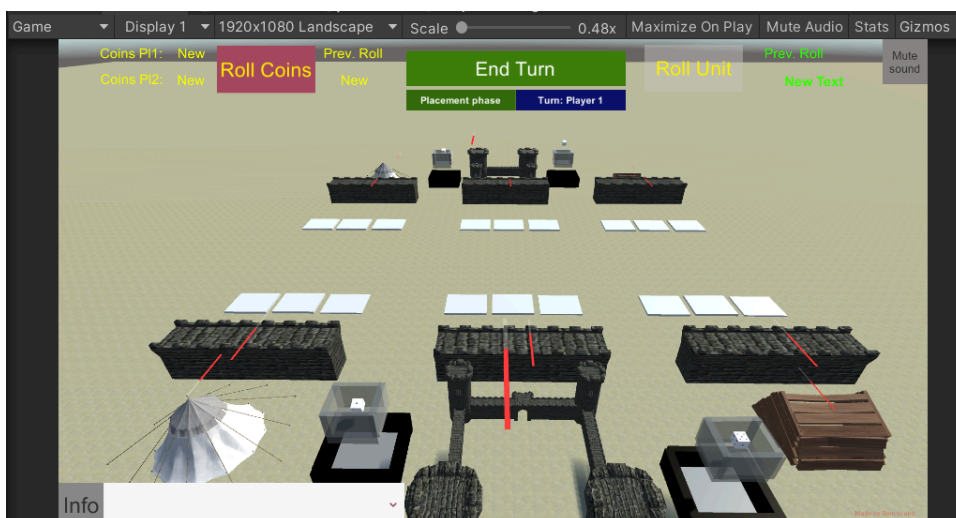 Game Display 1 1920x1080 Landscape Scale 0.48x Maximize On Play Mute Audio Stats Gizmos
Coins Pl1: New
Coins Pl2: New
Roll Coins
Prev. Roll
New
End Turn
Placement phase Turn: Player 1
Roll Unit
Prev. Roll
New Text
Mute
sound
Info